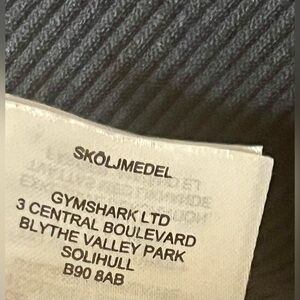 SKÖLJMEDEL
GYMSHARK LTD
3 CENTRAL BOULEVARD
BLYTHE VALLEY PARK
SOLIHULL
B90 8AB